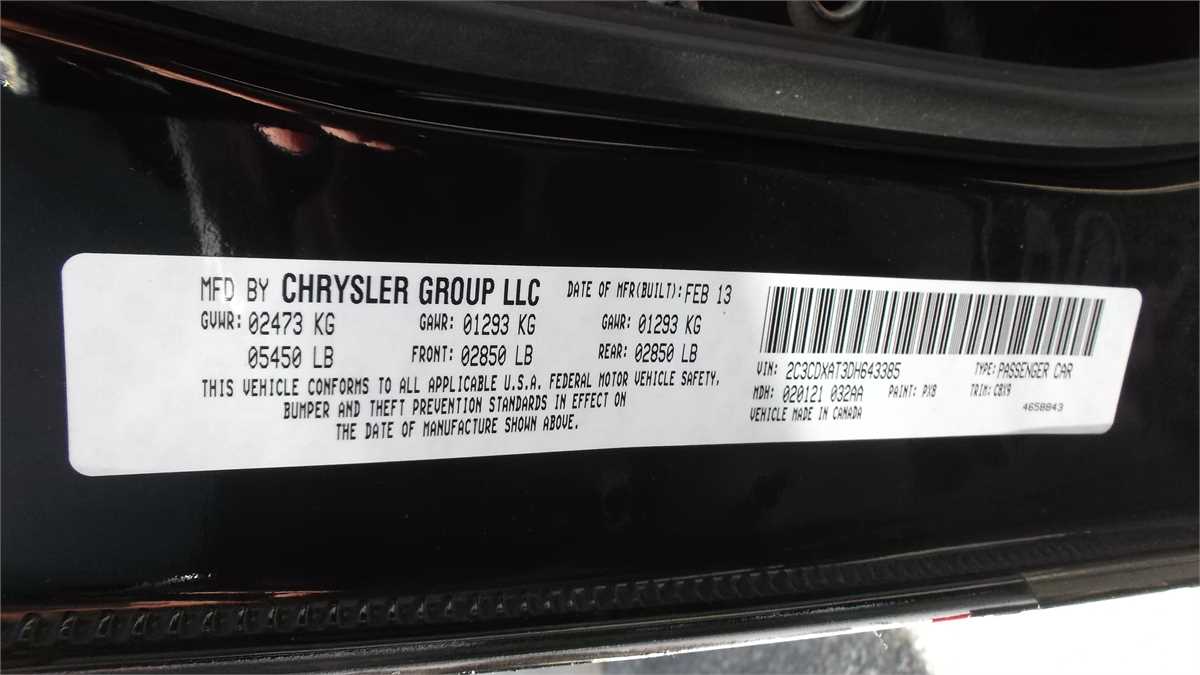 MFD BY CHRYSLER GROUP LLC DATE OF MFR(BUILT): FEB 13
GVWR: 02473 KG GAWR: 01293 KG GAWR: 01293 KG
05450 LB FRONT: 02850 LB REAR: 02850 LB
THIS VEHICLE CONFORMS TO ALL APPLICABLE U.S.A. FEDERAL MOTOR VEHICLE SAFETY,
BUMPER AND THEFT PREVENTION STANDARDS IN EFFECT ON
THE DATE OF MANUFACTURE SHOWN ABOVE.
VIN: 2C3CDXAT3DH643385 TYPE: PASSENGER CAR
MDH: 020121 032AA PAINT: PX8 TRIM: C8X9
VEHICLE MADE IN CANADA 4658843